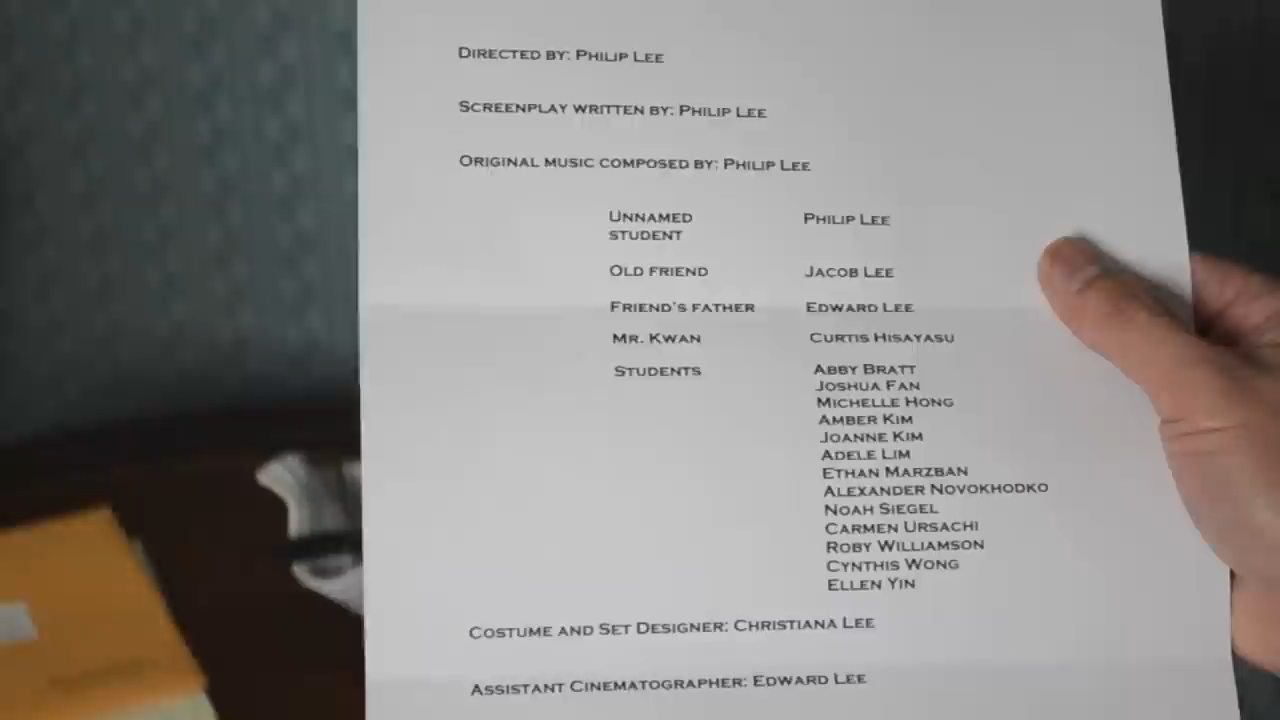 DIRECTED BY: PHILIP LEE
SCREENPLAY WRITTEN BY: PHILIP LEE
ORIGINAL MUSIC COMPOSED BY: PHILIP LEE
UNNAMED STUDENT PHILIP LEE
OLD FRIEND JACOB LEE
FRIEND'S FATHER EDWARD LEE
MR. KWAN CURTIS HISAYASU
STUDENTS ABBY BRATT
JOSHUA FAN
MICHELLE HONG
AMBER KIM
JOANNE KIM
ADELE LIM
ETHAN MARZBAN
ALEXANDER NOVOKHODKO
NOAH SIEGEL
CARMEN URSACHI
ROBY WILLIAMSON
CYNTHIS WONG
ELLEN YIN
COSTUME AND SET DESIGNER: CHRISTIANA LEE
ASSISTANT CINEMATOGRAPHER: EDWARD LEE